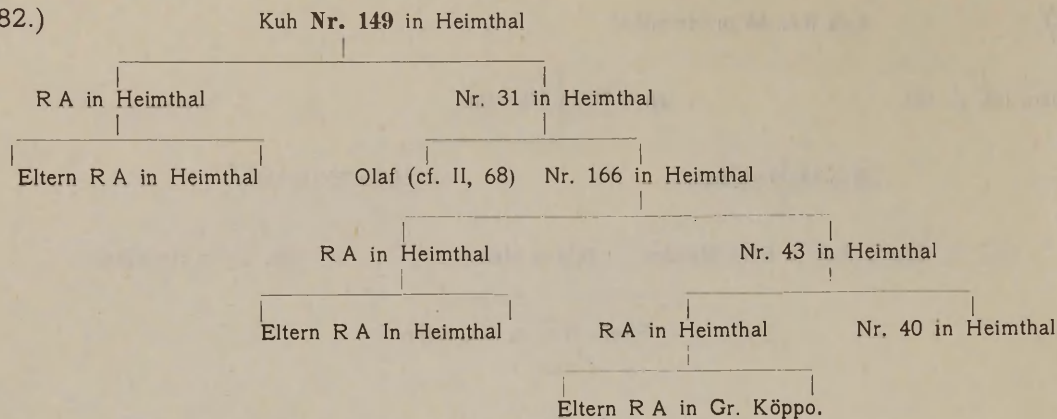 82.)
Kuh Nr. 149 in Heimthal
R A in Heimthal Nr. 31 in Heimthal
Eltern R A in Heimthal Olaf (cf. II, 68) Nr. 166 in Heimthal
R A in Heimthal Nr. 43 in Heimthal
Eltern R A In Heimthal R A in Heimthal Nr. 40 in Heimthal
Eltern R A in Gr. Köppo.